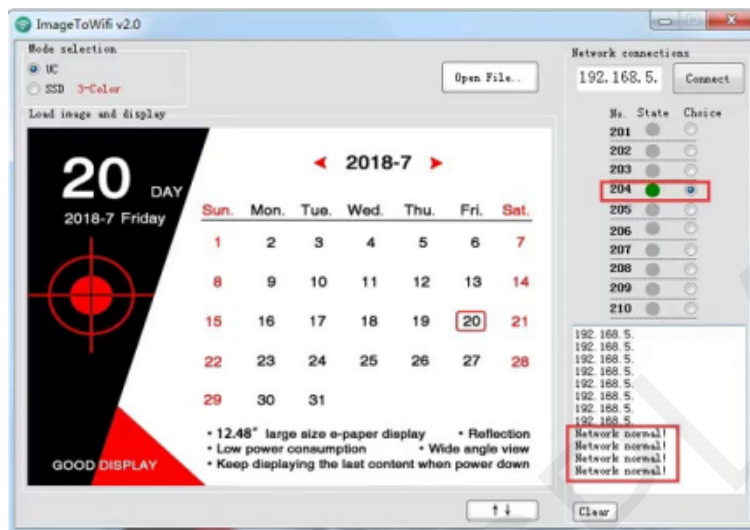 ImageToWifi v2.0
Mode selection
UC
SSD 3-Color
Open File..
Network connections
192.168.5.
Connect
No. State Choice
201
202
203
204
205
206
207
208
209
210
Load image and display
20 DAY
2018-7 Friday
2018-7
Sun. Mon. Tue. Wed. Thu. Fri. Sat.
1 2 3 4 5 6 7
8 9 10 11 12 13 14
15 16 17 18 19 20 21
22 23 24 25 26 27 28
29 30 31
• 12.48" large size e-paper display • Reflection
• Low power consumption • Wide angle view
• Keep displaying the last content when power down
GOOD DISPLAY
192.168.5.
192.168.5.
192.168.5.
192.168.5.
192.168.5.
192.168.5.
192.168.5.
192.168.5.
Network normal!
Network normal!
Network normal!
Network normal!
↑↓
Clear